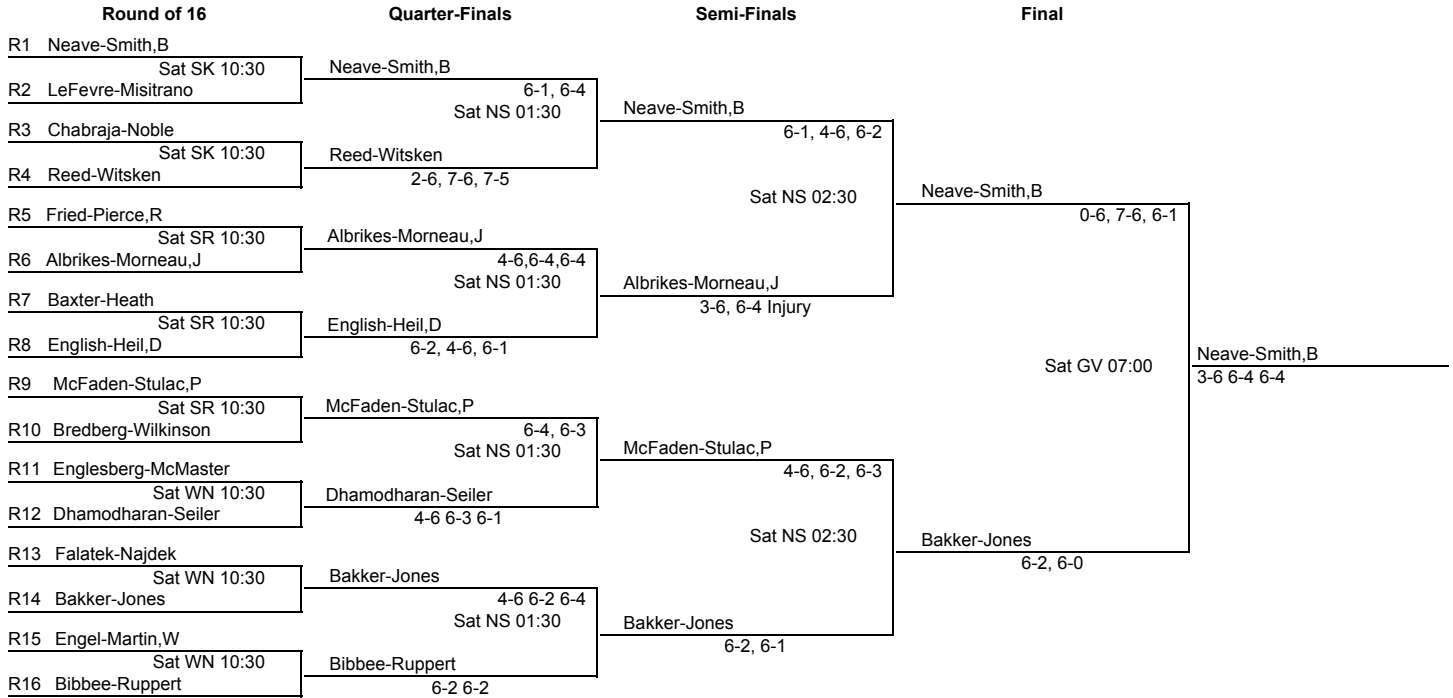 Round of 16 Quarter-Finals Semi-Finals Final
R1 Neave-Smith,B
Sat SK 10:30
R2 LeFevre-Misitrano
R3 Chabraja-Noble
Sat SK 10:30
R4 Reed-Witsken
R5 Fried-Pierce,R
Sat SR 10:30
R6 Albrikes-Morneau,J
R7 Baxter-Heath
Sat SR 10:30
R8 English-Heil,D
R9 McFaden-Stulac,P
Sat SR 10:30
R10 Bredberg-Wilkinson
R11 Englesberg-McMaster
Sat WN 10:30
R12 Dhamodharan-Seiler
R13 Falatek-Najdek
Sat WN 10:30
R14 Bakker-Jones
R15 Engel-Martin,W
Sat WN 10:30
R16 Bibbee-Ruppert
Neave-Smith,B
6-1, 6-4
Sat NS 01:30
Reed-Witsken
2-6, 7-6, 7-5
Albrikes-Morneau,J
4-6,6-4,6-4
Sat NS 01:30
English-Heil,D
6-2, 4-6, 6-1
McFaden-Stulac,P
6-4, 6-3
Sat NS 01:30
Dhamodharan-Seiler
4-6 6-3 6-1
Bakker-Jones
4-6 6-2 6-4
Sat NS 01:30
Bibbee-Ruppert
6-2 6-2
Neave-Smith,B
6-1, 4-6, 6-2
Sat NS 02:30
Albrikes-Morneau,J
3-6, 6-4 Injury
McFaden-Stulac,P
4-6, 6-2, 6-3
Sat NS 02:30
Bakker-Jones
6-2, 6-1
Neave-Smith,B
0-6, 7-6, 6-1
Sat GV 07:00
Bakker-Jones
6-2, 6-0
Neave-Smith,B
3-6 6-4 6-4